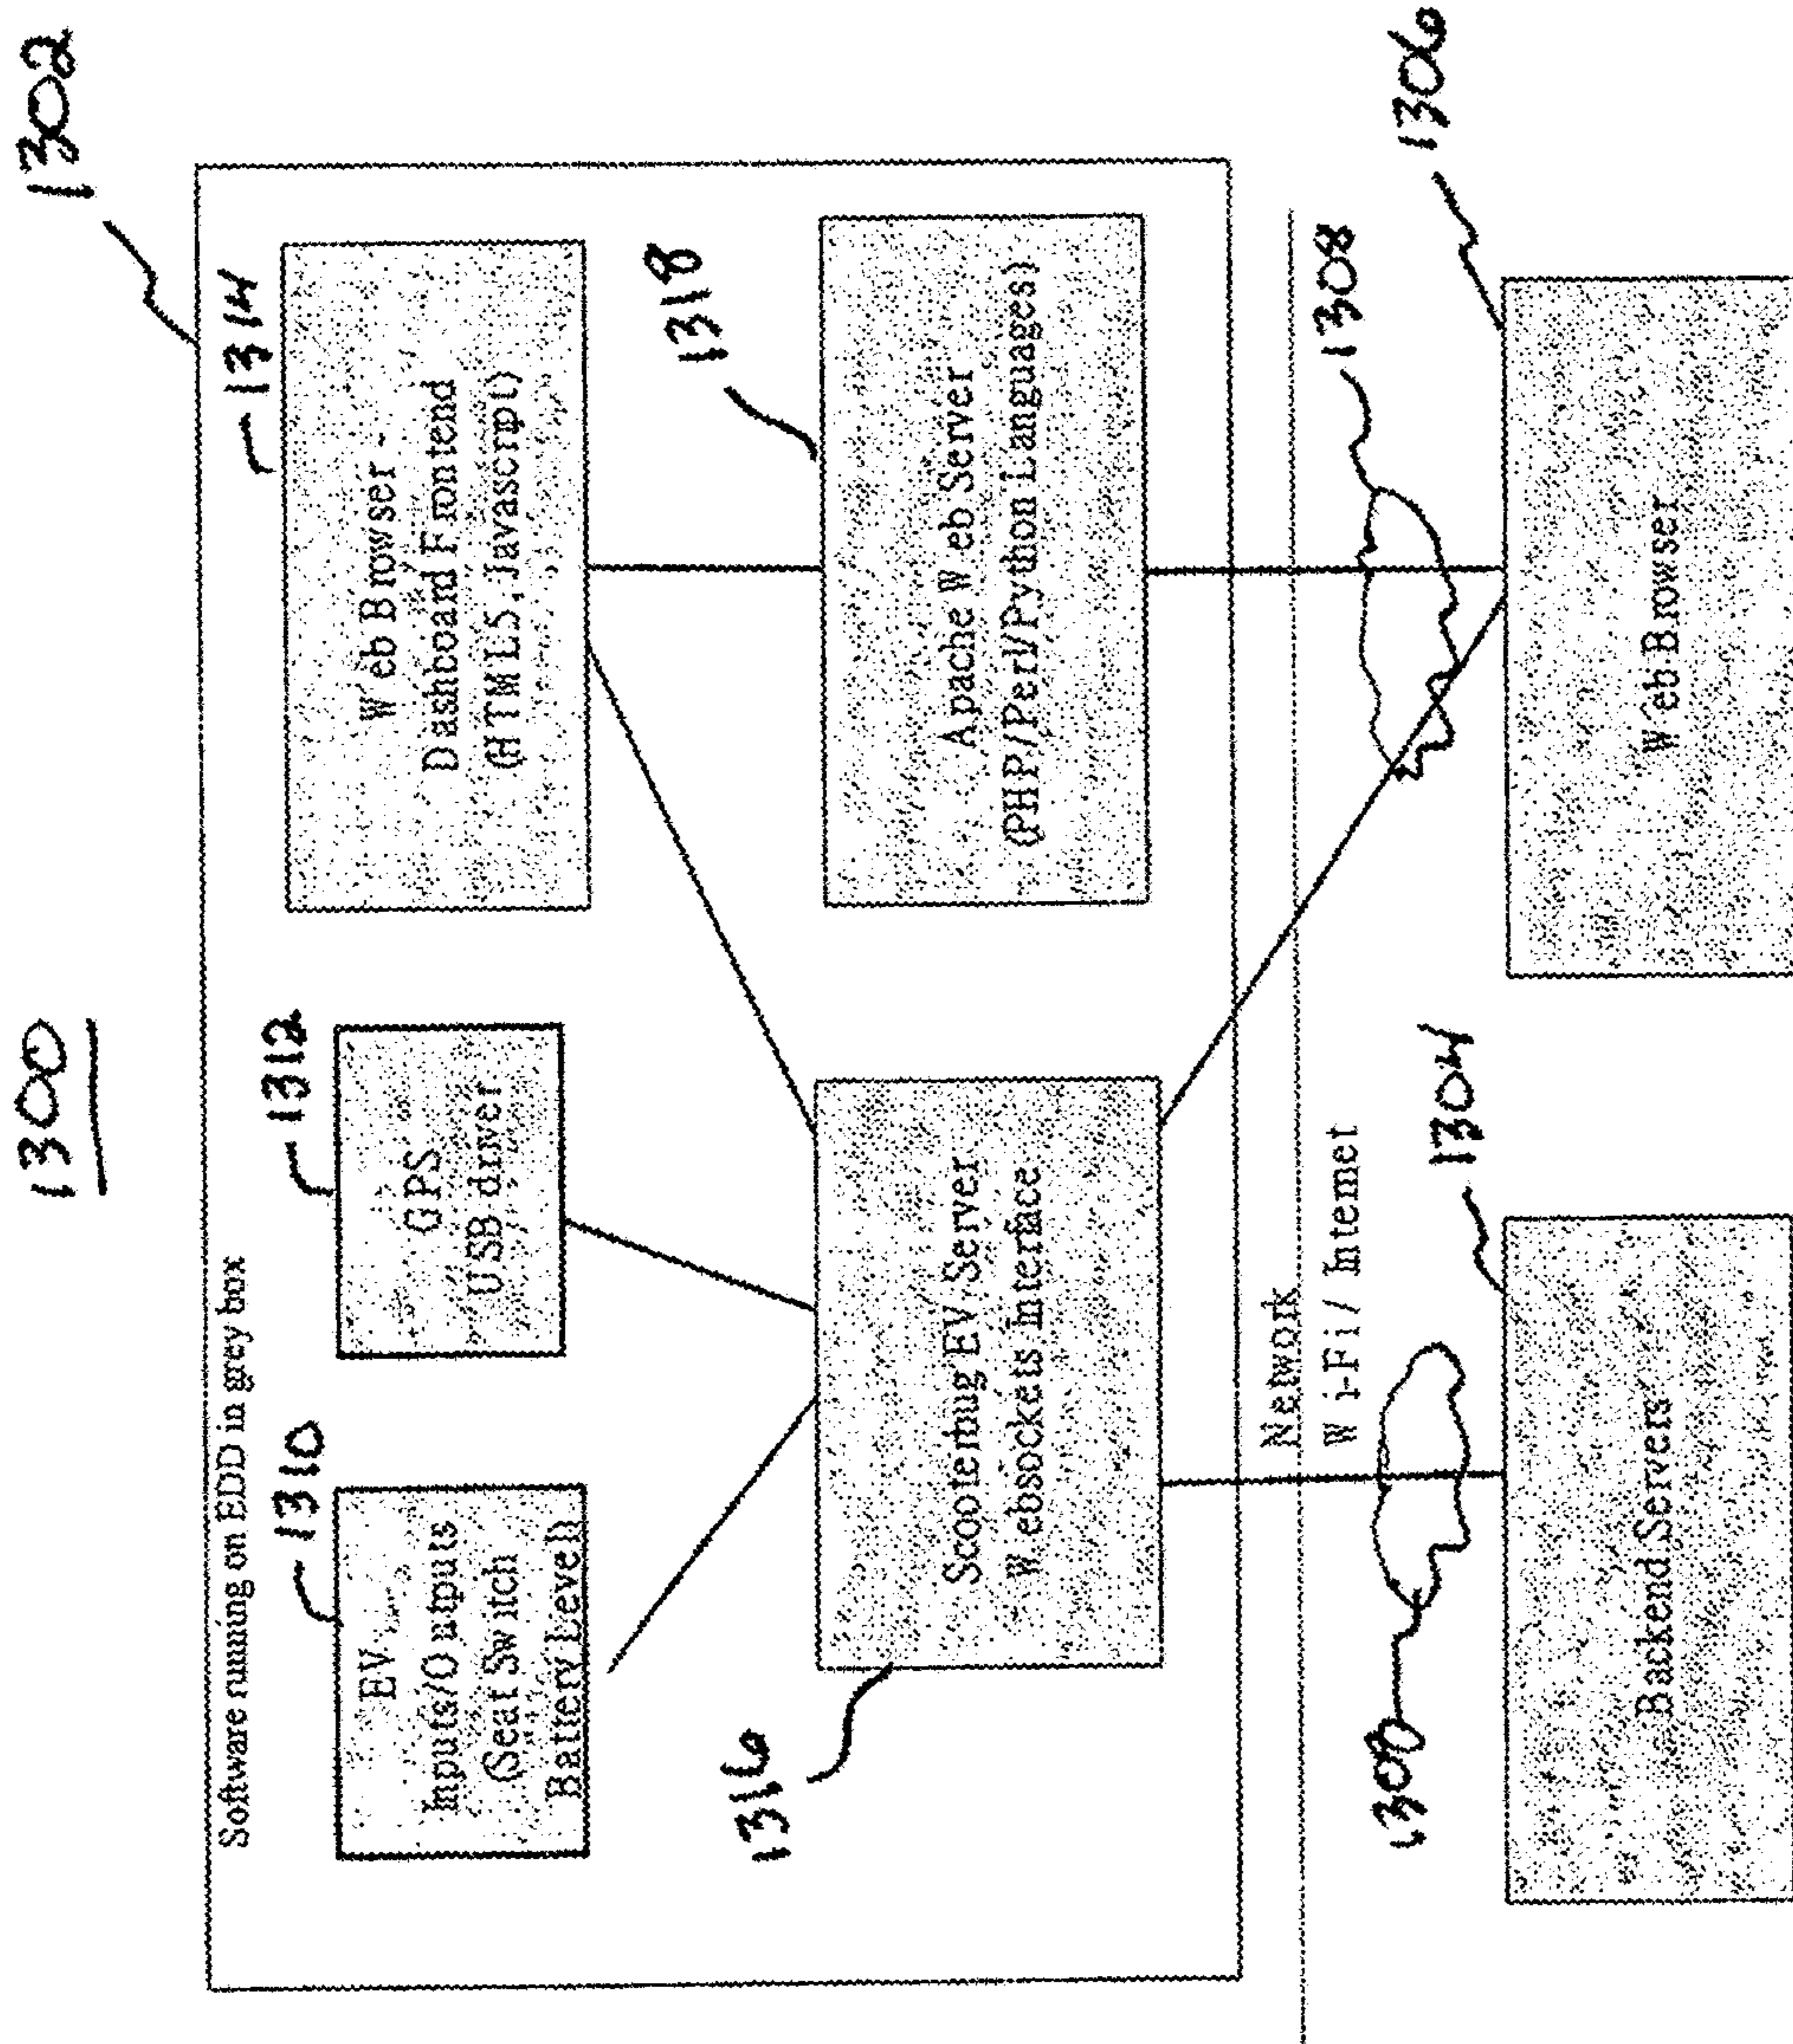 1300
1302
Software running on EDD in grey box
1310
EV
Inputs/Outputs
(Seat Switch
Battery Level)
1312
GPS
USB driver
1314
Web Browser -
Dashboard Frontend
(HTML5, Javascript)
1316
Scooterbug EV Server
Websockets Interface
1318
Apache Web Server
(PHP/Perl/Python Languages)
Network
Wi-Fi / Internet
1308
1308
1304
Backend Servers
1306
Web Browser